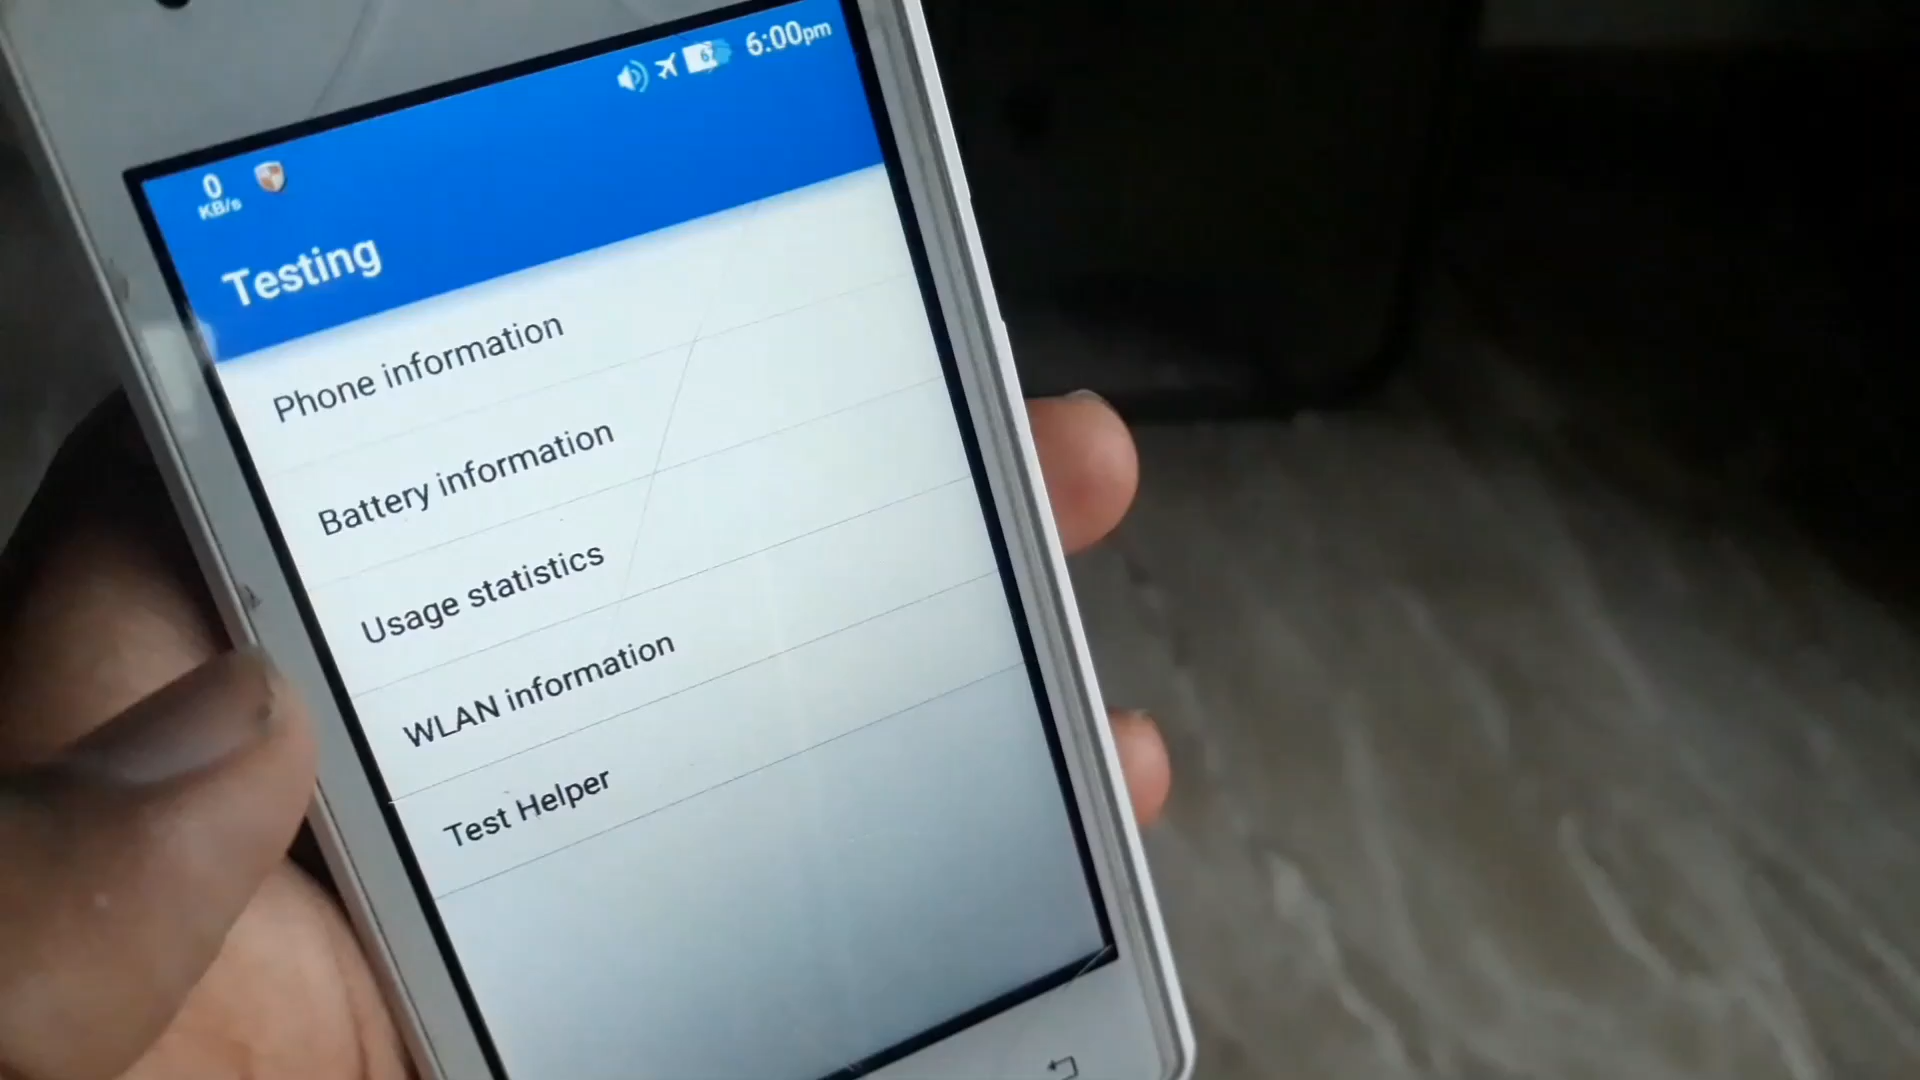 6:00pm
0
KB/s
Testing
Phone information
Battery information
Usage statistics
WLAN information
Test Helper